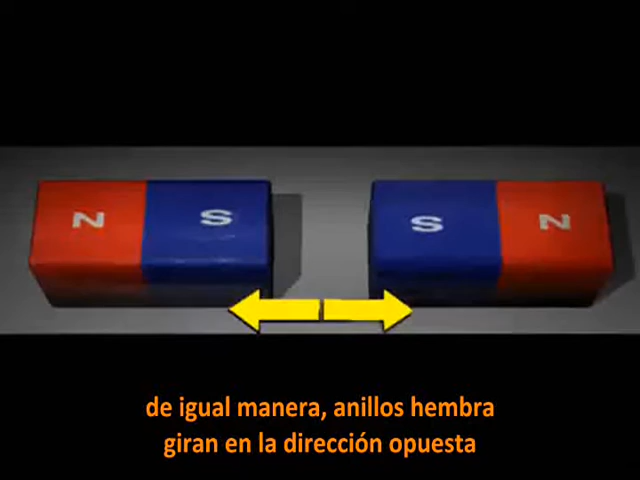 N S S N
de igual manera, anillos hembra
giran en la dirección opuesta